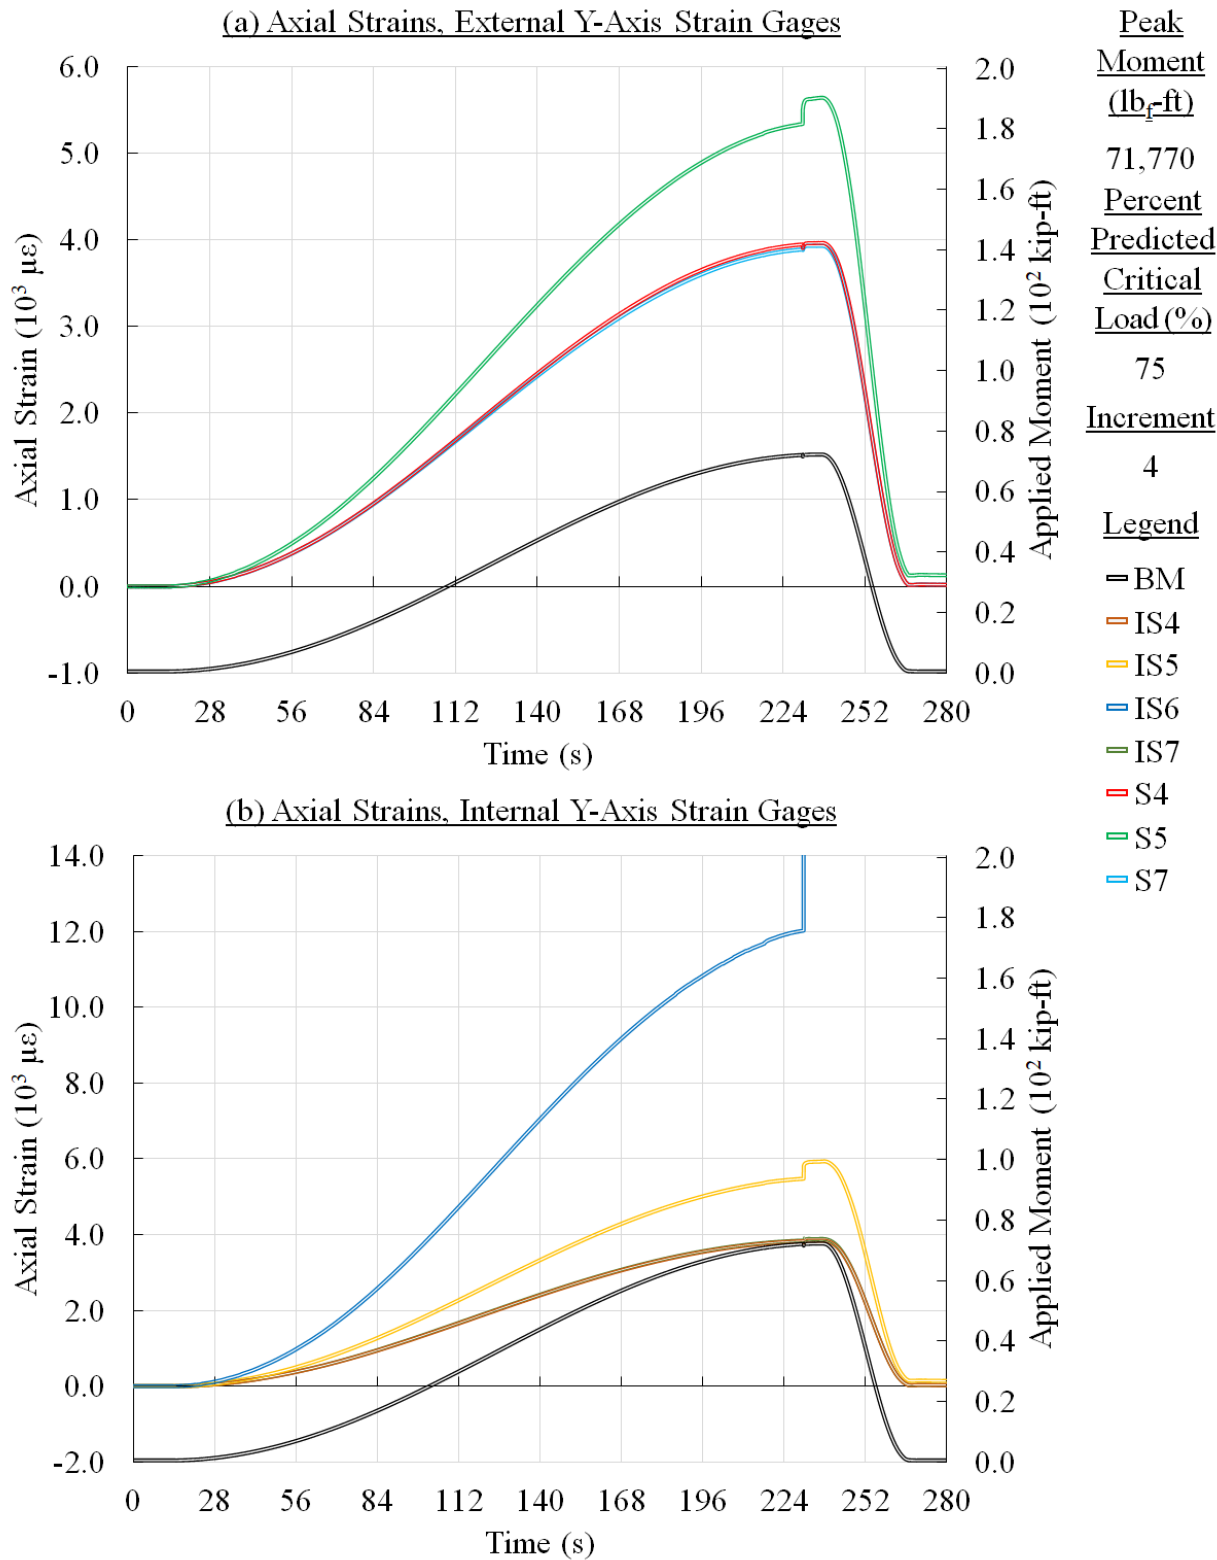 (a) Axial Strains, External Y-Axis Strain Gages
6.0
5.0
4.0
3.0
2.0
1.0
0.0
-1.0
Axial Strain (10³ µε)
2.0
1.8
1.6
1.4
1.2
1.0
0.8
0.6
0.4
0.2
0.0
Applied Moment (10² kip-ft)
0 28 56 84 112 140 168 196 224 252 280
Time (s)
(b) Axial Strains, Internal Y-Axis Strain Gages
14.0
12.0
10.0
8.0
6.0
4.0
2.0
0.0
-2.0
Axial Strain (10³ µε)
2.0
1.8
1.6
1.4
1.2
1.0
0.8
0.6
0.4
0.2
0.0
Applied Moment (10² kip-ft)
0 28 56 84 112 140 168 196 224 252 280
Time (s)
Peak
Moment
(lb_f-ft)
71,770
Percent
Predicted
Critical
Load (%)
75
Increment
4
Legend
BM
IS4
IS5
IS6
IS7
S4
S5
S7